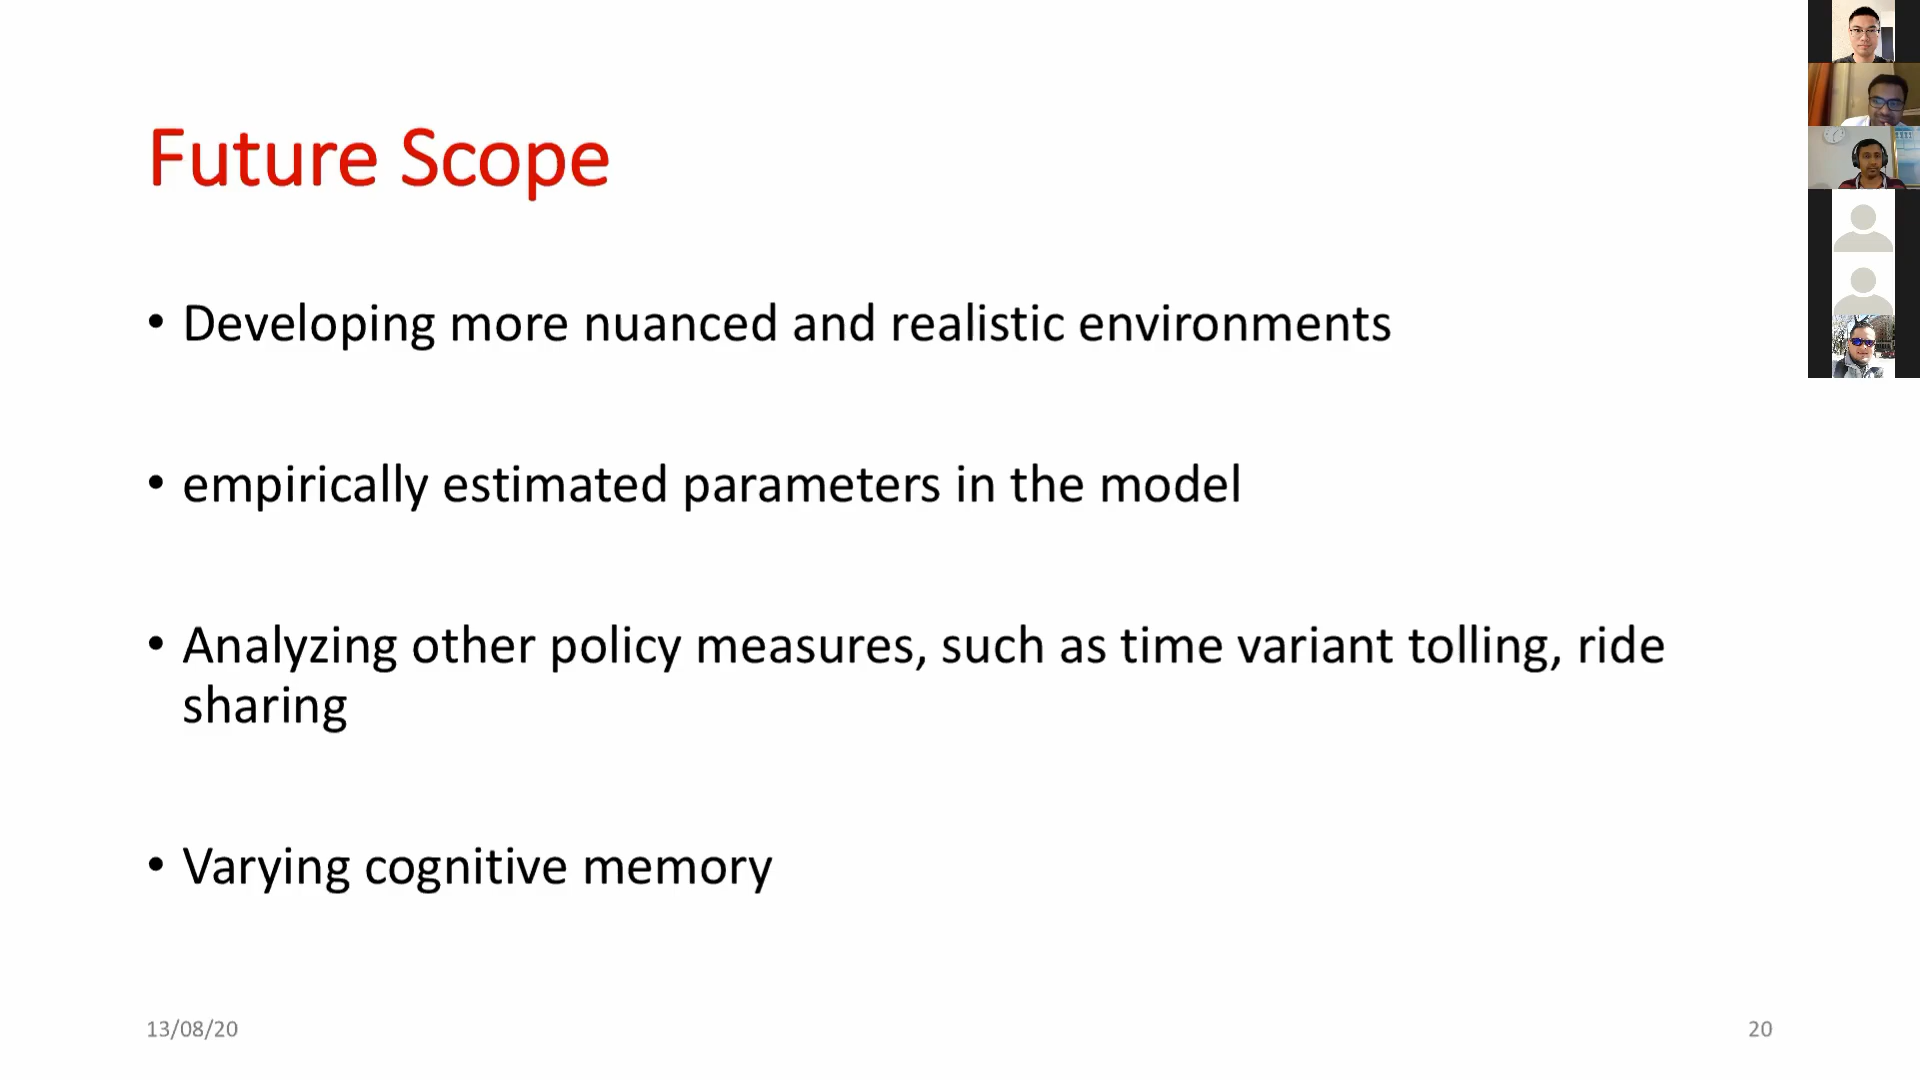 Future Scope
• Developing more nuanced and realistic environments
• empirically estimated parameters in the model
• Analyzing other policy measures, such as time variant tolling, ride
sharing
• Varying cognitive memory
13/08/20
20